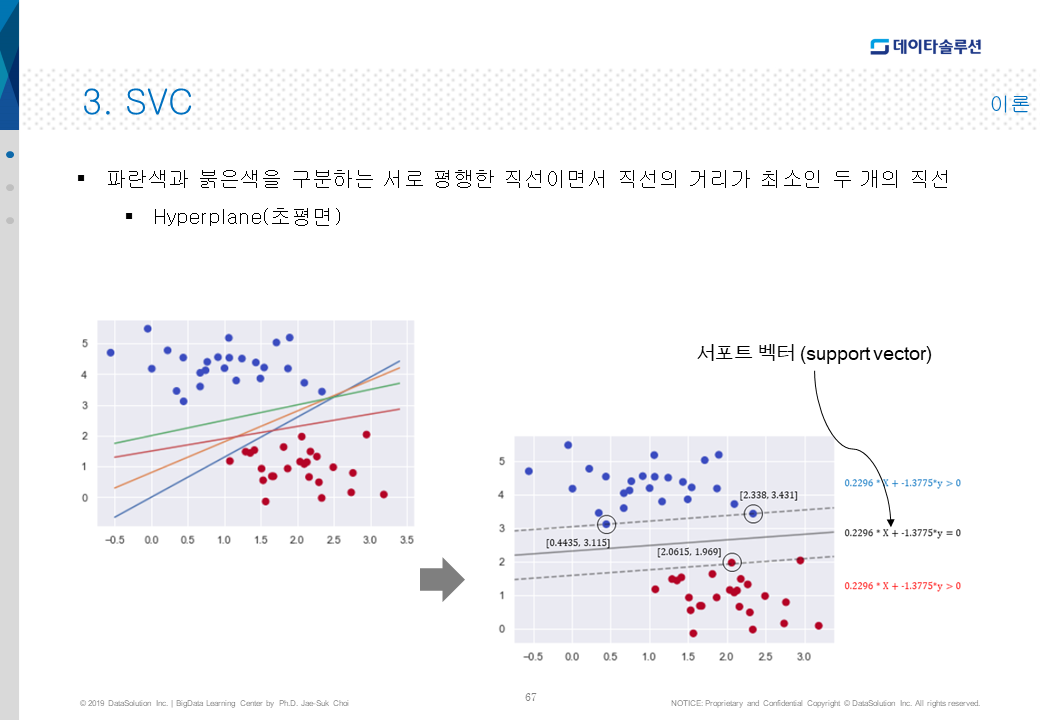 데이타솔루션
3. SVC
이론
▪ 파란색과 붉은색을 구분하는 서로 평행한 직선이면서 직선의 거리가 최소인 두 개의 직선
▪ Hyperplane(초평면)
5
4
3
2
1
0
−0.5 0.0 0.5 1.0 1.5 2.0 2.5 3.0 3.5
서포트 벡터 (support vector)
5
4
3
2
1
0
−0.5 0.0 0.5 1.0 1.5 2.0 2.5 3.0
[2.338, 3.431]
[0.4435, 3.115]
[2.0615, 1.969]
0.2296 * X + -1.3775*y > 0
0.2296 * X + -1.3775*y = 0
0.2296 * X + -1.3775*y > 0
© 2019 DataSolution Inc. | BigData Learning Center by Ph.D. Jae-Suk Choi
67
NOTICE: Proprietary and Confidential Copyright © DataSolution Inc. All rights reserved.